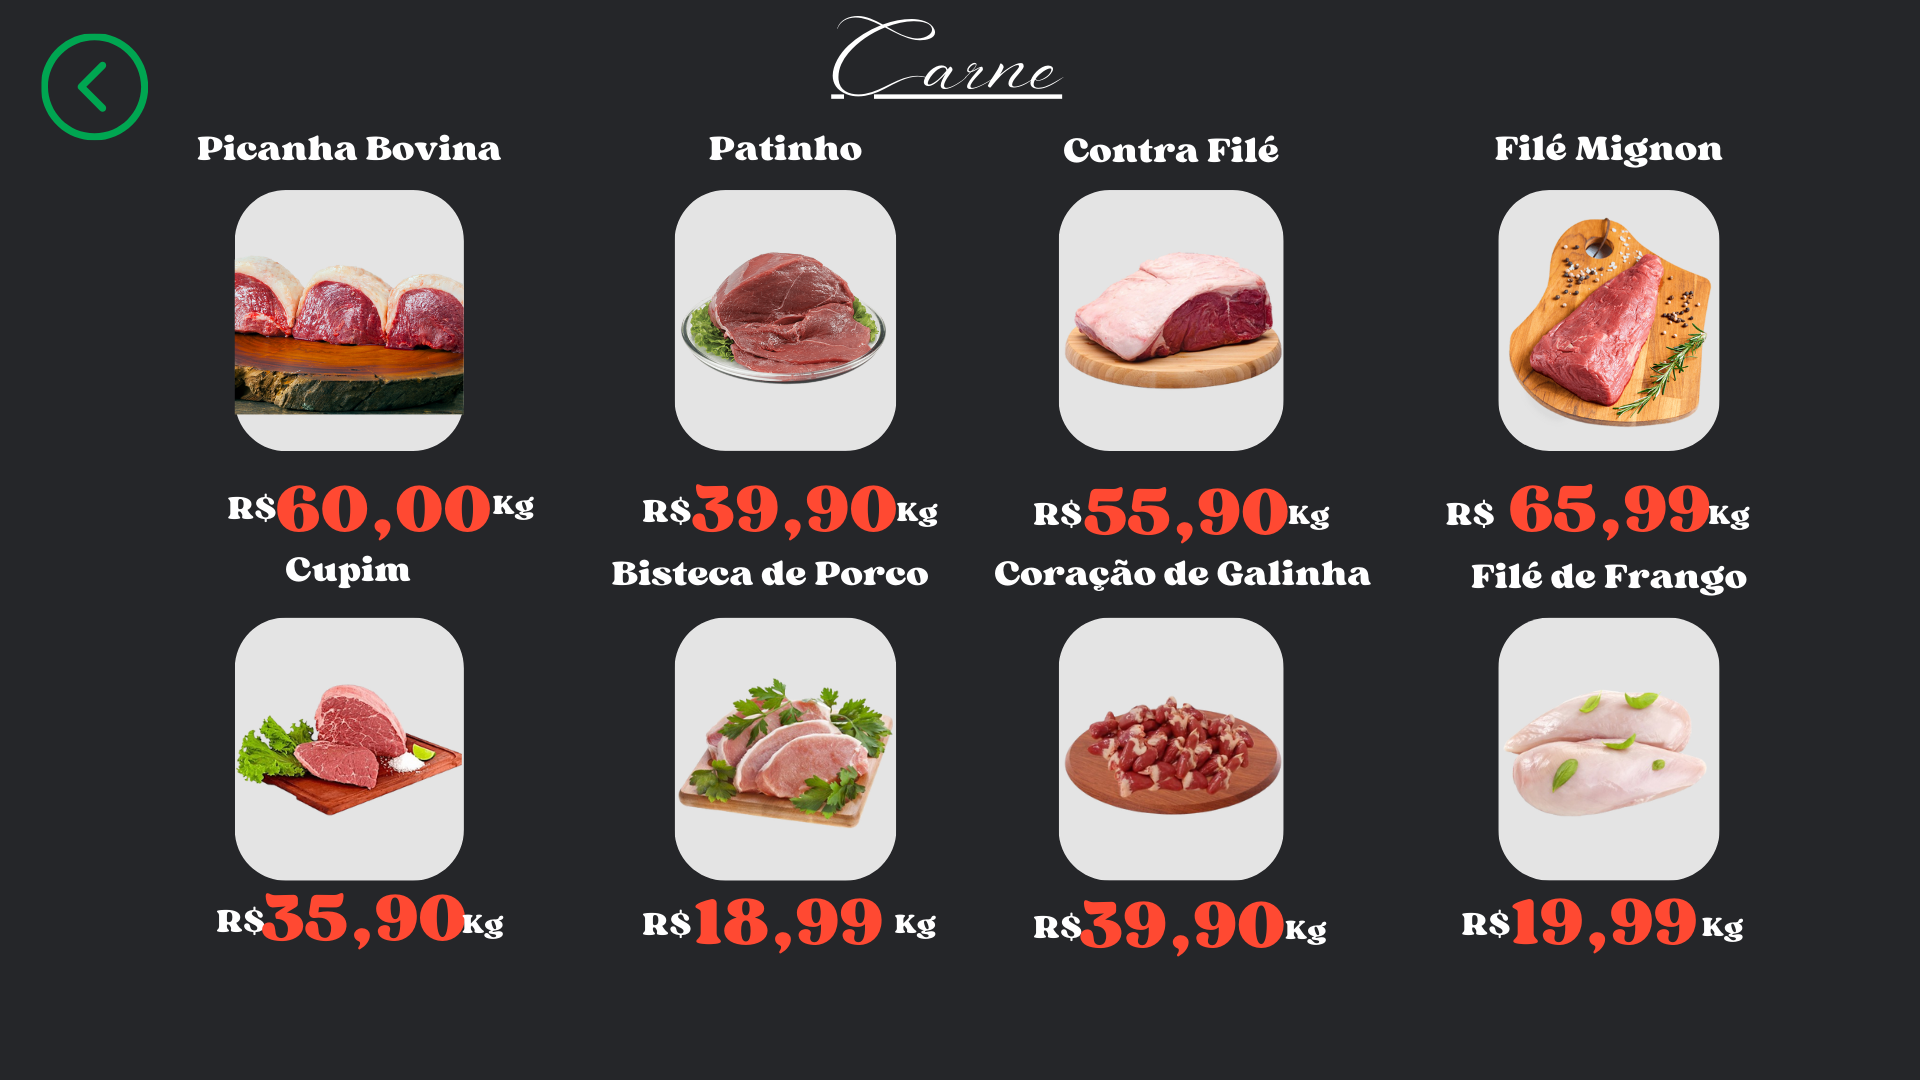 Carne
Picanha Bovina
Patinho
Contra Filé
Filé Mignon
R$60,00Kg
R$39,90Kg
R$55,90Kg
R$ 65,99Kg
Cupim
Bisteca de Porco
Coração de Galinha
Filé de Frango
R$35,90Kg
R$18,99 Kg
R$39,90Kg
R$19,99 Kg